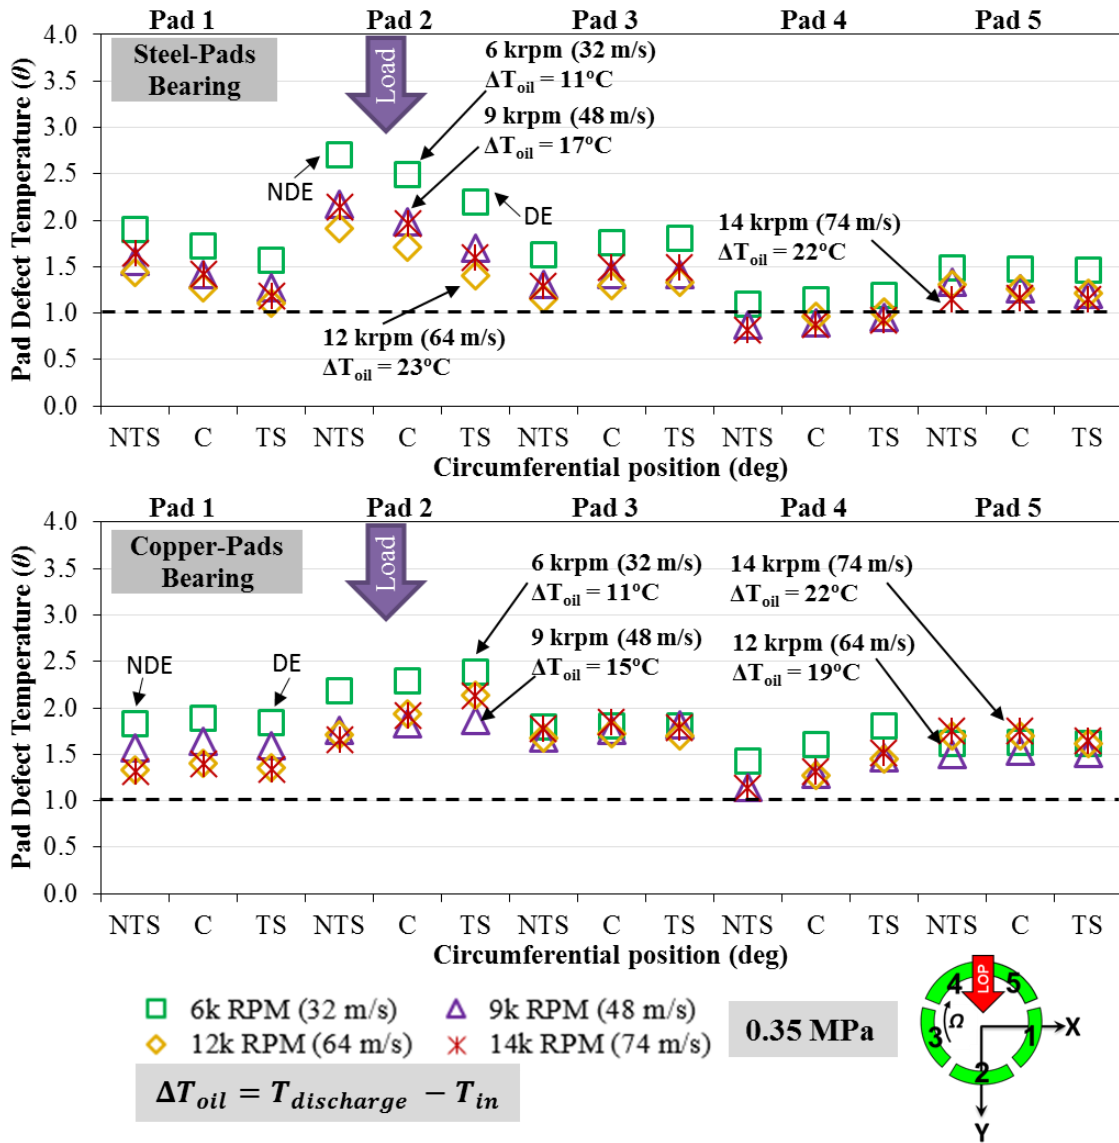 Pad 1 Pad 2 Pad 3 Pad 4 Pad 5
Steel-Pads
Bearing
Load
6 krpm (32 m/s)
ΔToil = 11ºC
9 krpm (48 m/s)
ΔToil = 17ºC
NDE
DE
14 krpm (74 m/s)
ΔToil = 22ºC
12 krpm (64 m/s)
ΔToil = 23ºC
Pad Defect Temperature (θ)
4.0
3.5
3.0
2.5
2.0
1.5
1.0
0.5
0.0
NTS C TS NTS C TS NTS C TS NTS C TS NTS C TS
Circumferential position (deg)
Pad 1 Pad 2 Pad 3 Pad 4 Pad 5
Copper-Pads
Bearing
Load
6 krpm (32 m/s)
ΔToil = 11ºC
14 krpm (74 m/s)
ΔToil = 22ºC
9 krpm (48 m/s)
ΔToil = 15ºC
12 krpm (64 m/s)
ΔToil = 19ºC
NDE
DE
Pad Defect Temperature (θ)
4.0
3.5
3.0
2.5
2.0
1.5
1.0
0.5
0.0
NTS C TS NTS C TS NTS C TS NTS C TS NTS C TS
Circumferential position (deg)
6k RPM (32 m/s) 9k RPM (48 m/s)
12k RPM (64 m/s) 14k RPM (74 m/s)
0.35 MPa
ΔToil = Tdischarge − Tin
LOP
4 5
3 Ω 1 X
2
Y